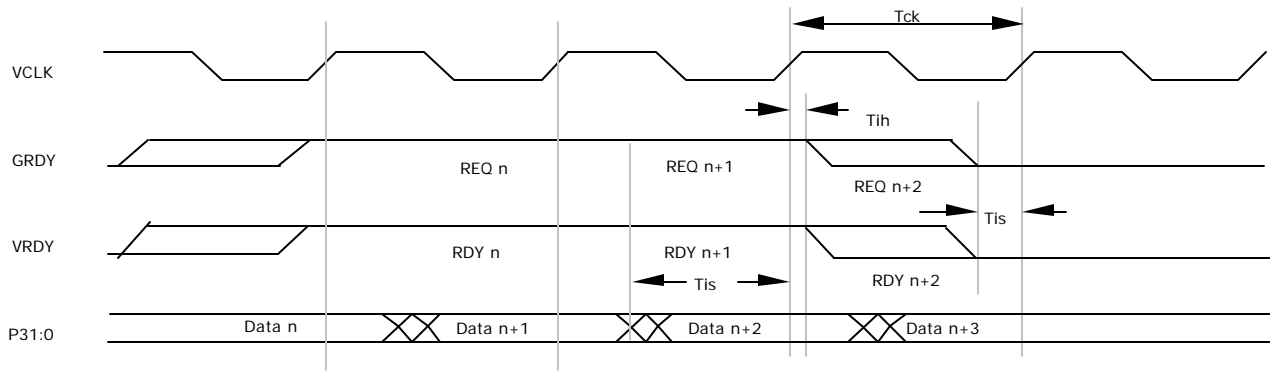 Tck
VCLK
Tih
GRDY
REQ n
REQ n+1
REQ n+2
Tis
VRDY
RDY n
RDY n+1
RDY n+2
Tis
P31:0
Data n
Data n+1
Data n+2
Data n+3